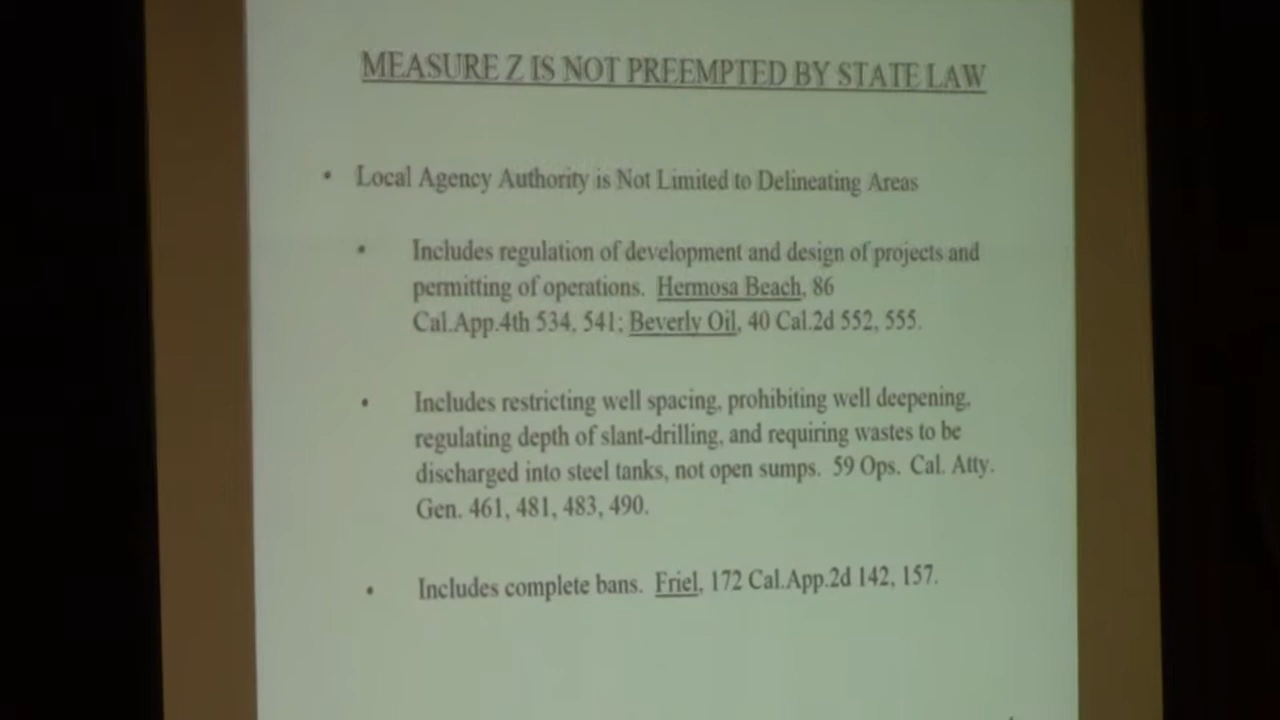 MEASURE Z IS NOT PREEMPTED BY STATE LAW
• Local Agency Authority is Not Limited to Delineating Areas
• Includes regulation of development and design of projects and
permitting of operations. Hermosa Beach, 86
Cal.App.4th 534, 541; Beverly Oil, 40 Cal.2d 552, 555.
• Includes restricting well spacing, prohibiting well deepening,
regulating depth of slant-drilling, and requiring wastes to be
discharged into steel tanks, not open sumps. 59 Ops. Cal. Atty.
Gen. 461, 481, 483, 490.
• Includes complete bans. Friel, 172 Cal.App.2d 142, 157.